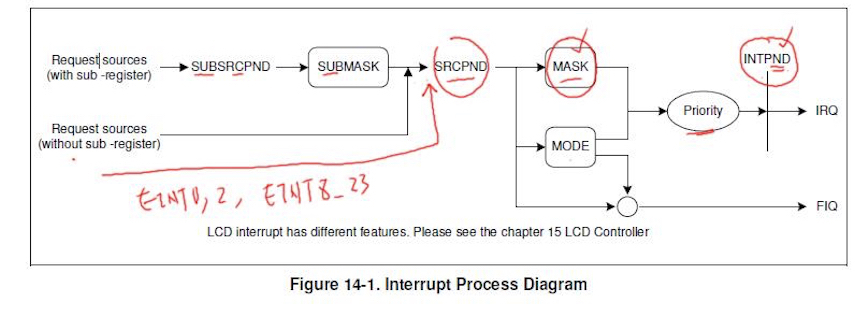 Request sources
(with sub -register)
SUBSRCPND
SUBMASK
SRCPND
MASK
INTPND
Request sources
(without sub -register)
Priority
IRQ
MODE
EINT0,2, EINT8_23
FIQ
LCD interrupt has different features. Please see the chapter 15 LCD Controller
Figure 14-1. Interrupt Process Diagram